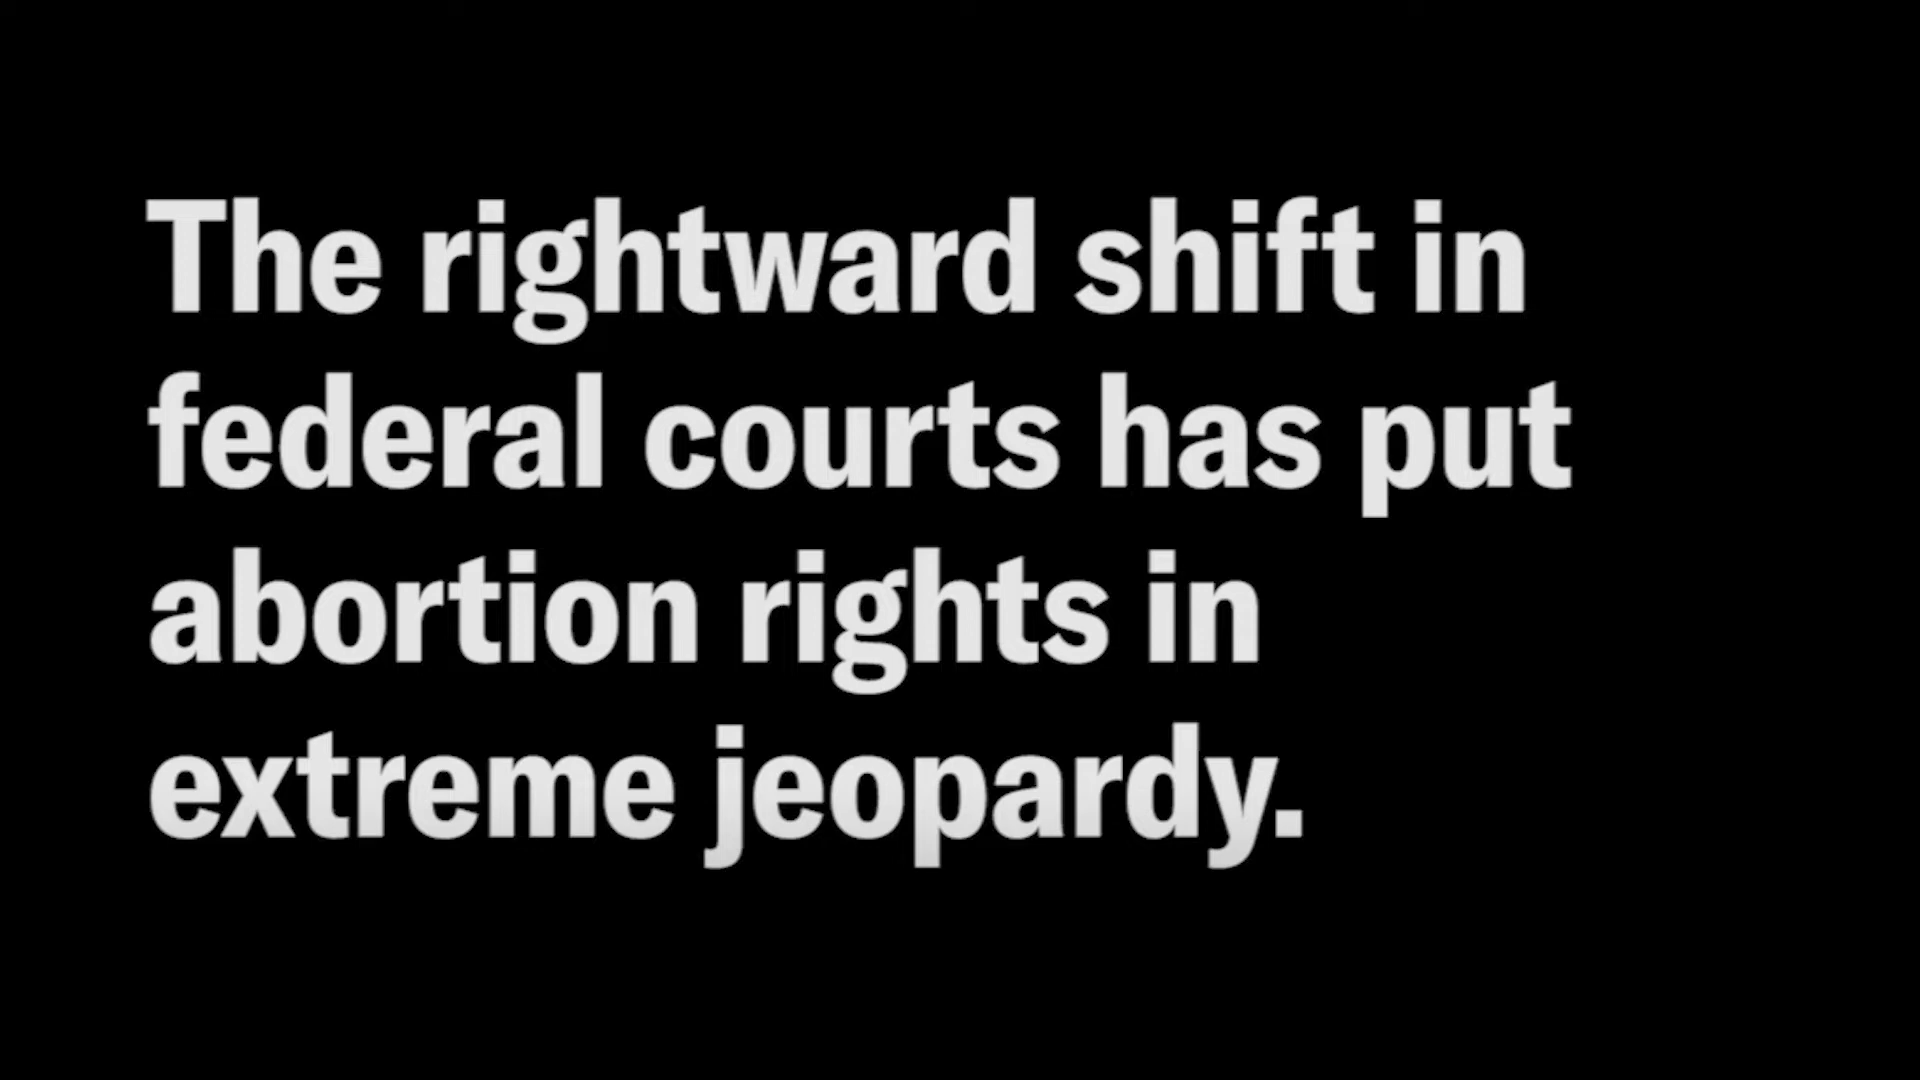 The rightward shift in
federal courts has put
abortion rights in
extreme jeopardy.